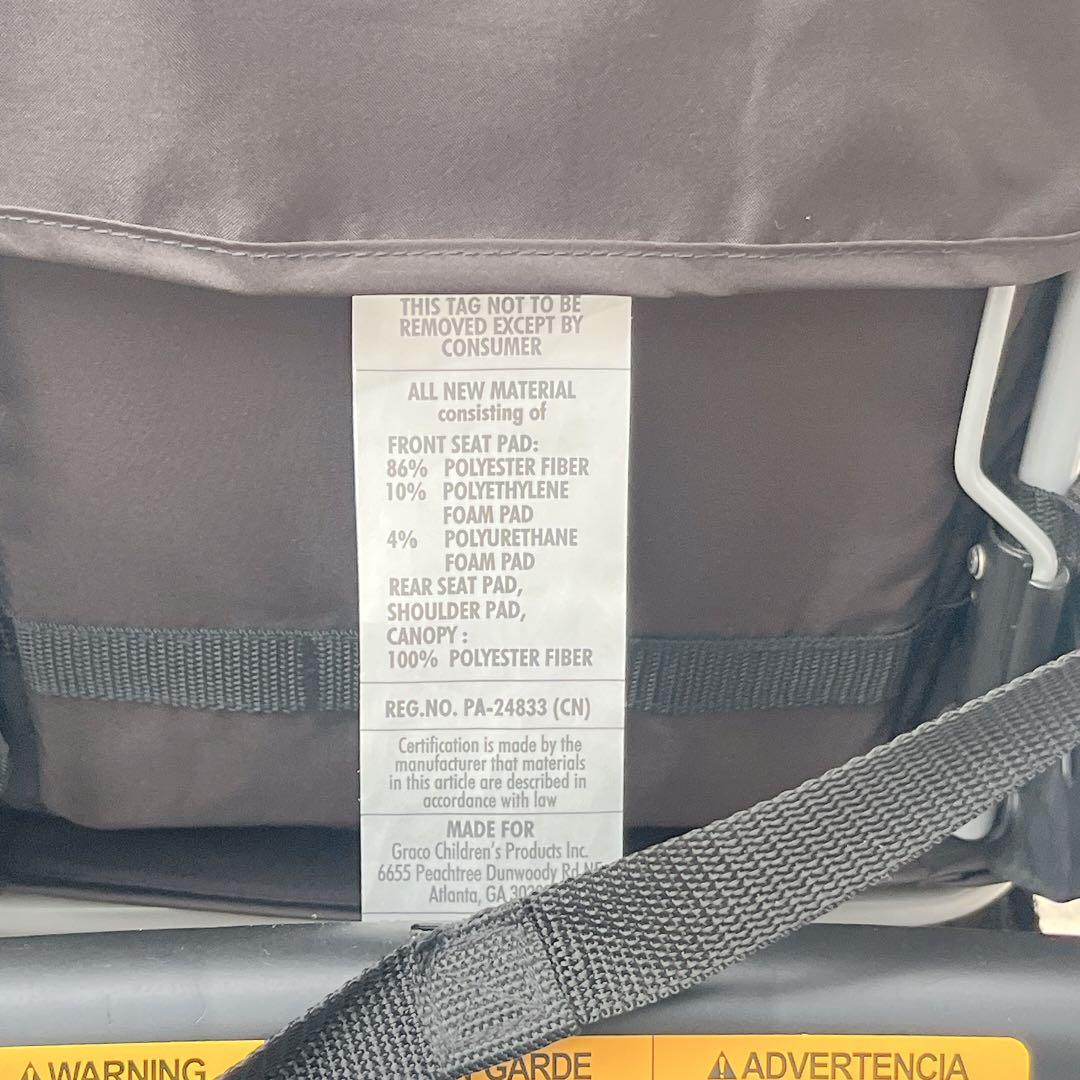 THIS TAG NOT TO BE
REMOVED EXCEPT BY
CONSUMER
ALL NEW MATERIAL
consisting of
FRONT SEAT PAD:
86% POLYESTER FIBER
10% POLYETHYLENE
FOAM PAD
4% POLYURETHANE
FOAM PAD
REAR SEAT PAD,
SHOULDER PAD,
CANOPY :
100% POLYESTER FIBER
REG.NO. PA-24833 (CN)
Certification is made by the
manufacturer that materials
in this article are described in
accordance with law
MADE FOR
Graco Children's Products Inc.
6655 Peachtree Dunwoody Rd
Atlanta, GA
WARNING
GARDE
ADVERTENCIA